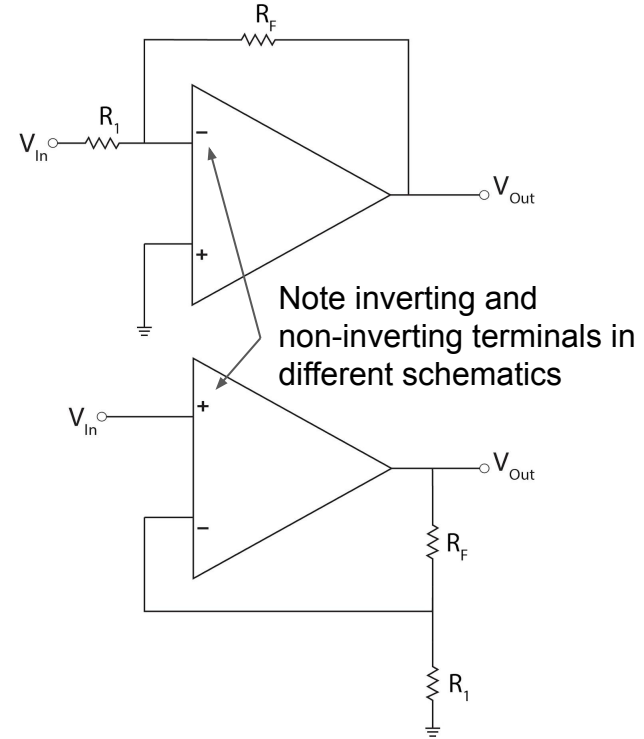 R_F
R_1
V_In
−
V_Out
+
Note inverting and
non-inverting terminals in
different schematics
+
V_In
V_Out
−
R_F
R_1